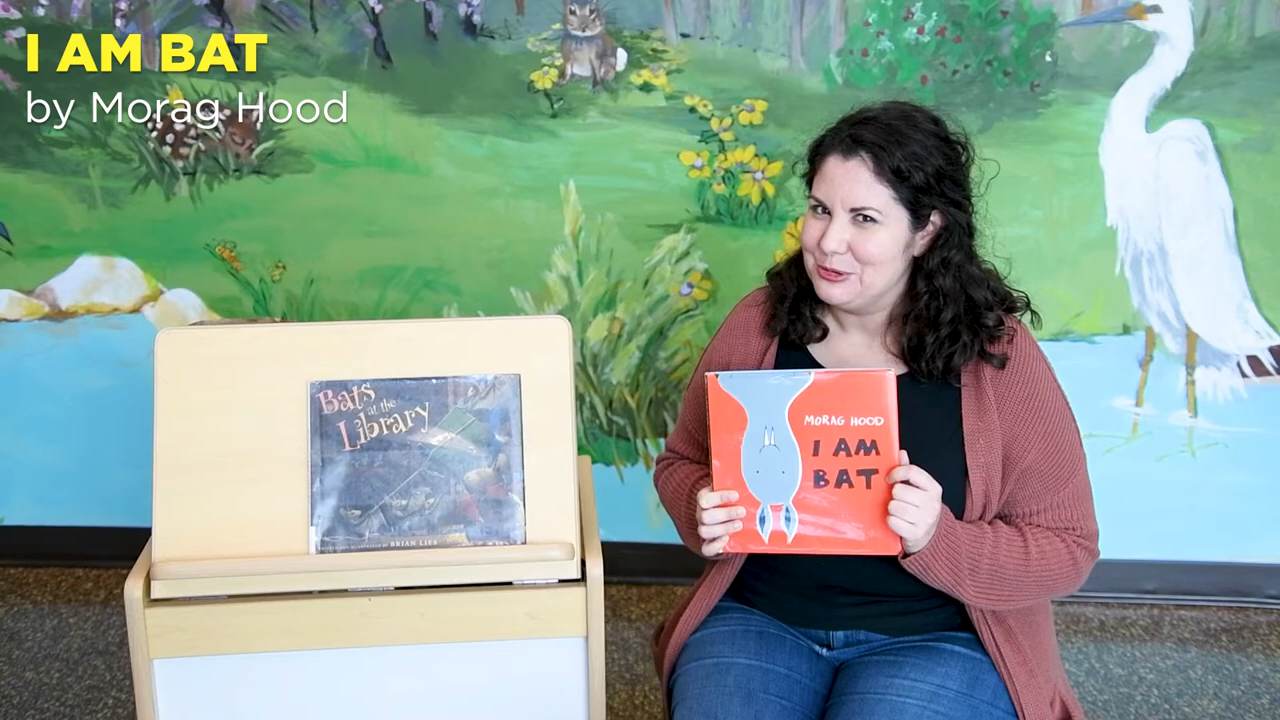 I AM BAT
by Morag Hood
Bats
at the
Library
BRIAN LIES
MORAG HOOD
I AM
BAT